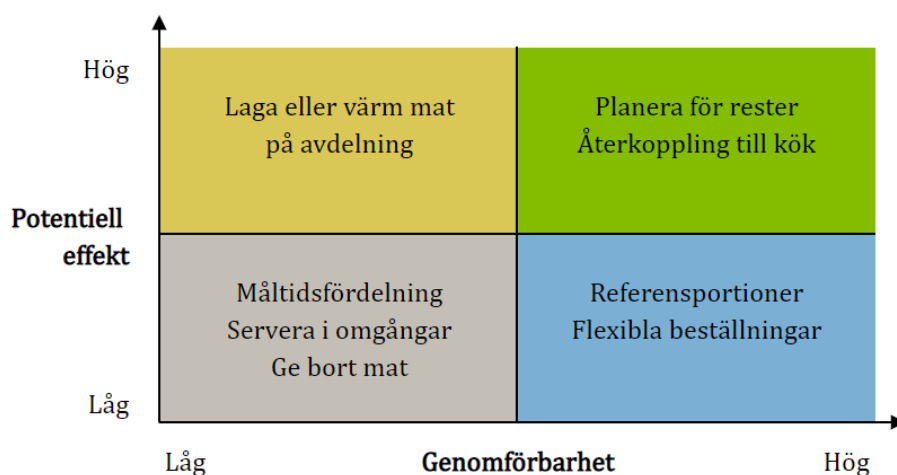 Hög
Laga eller värm mat
på avdelning
Planera för rester
Återkoppling till kök
Potentiell
effekt
Måltidsfördelning
Servera i omgångar
Ge bort mat
Referensportioner
Flexibla beställningar
Låg
Låg
Genomförbarhet
Hög